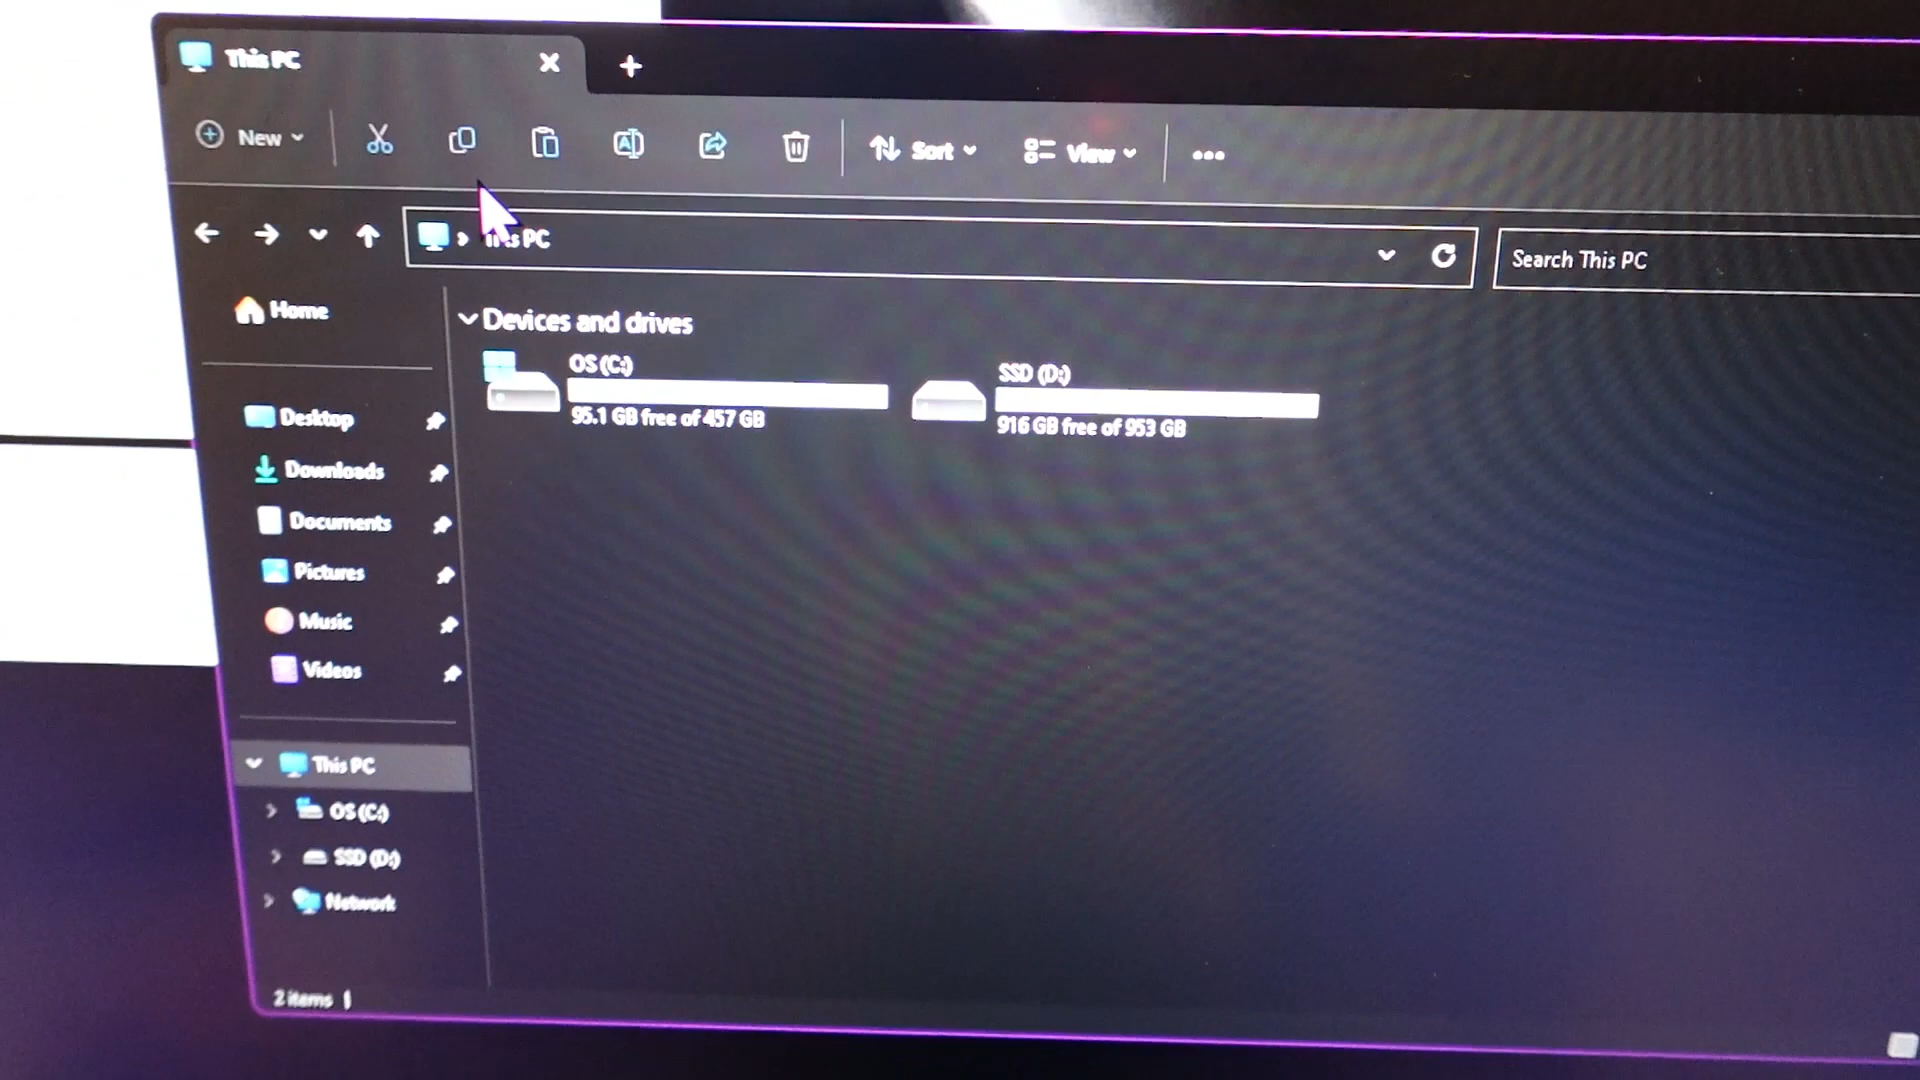 This PC
New
Sort
View
This PC
Search This PC
Home
Desktop
Downloads
Documents
Pictures
Music
Videos
This PC
OS (C:)
SSD (D:)
Network
Devices and drives
OS (C:)
95.1 GB free of 457 GB
SSD (D:)
916 GB free of 953 GB
2 items